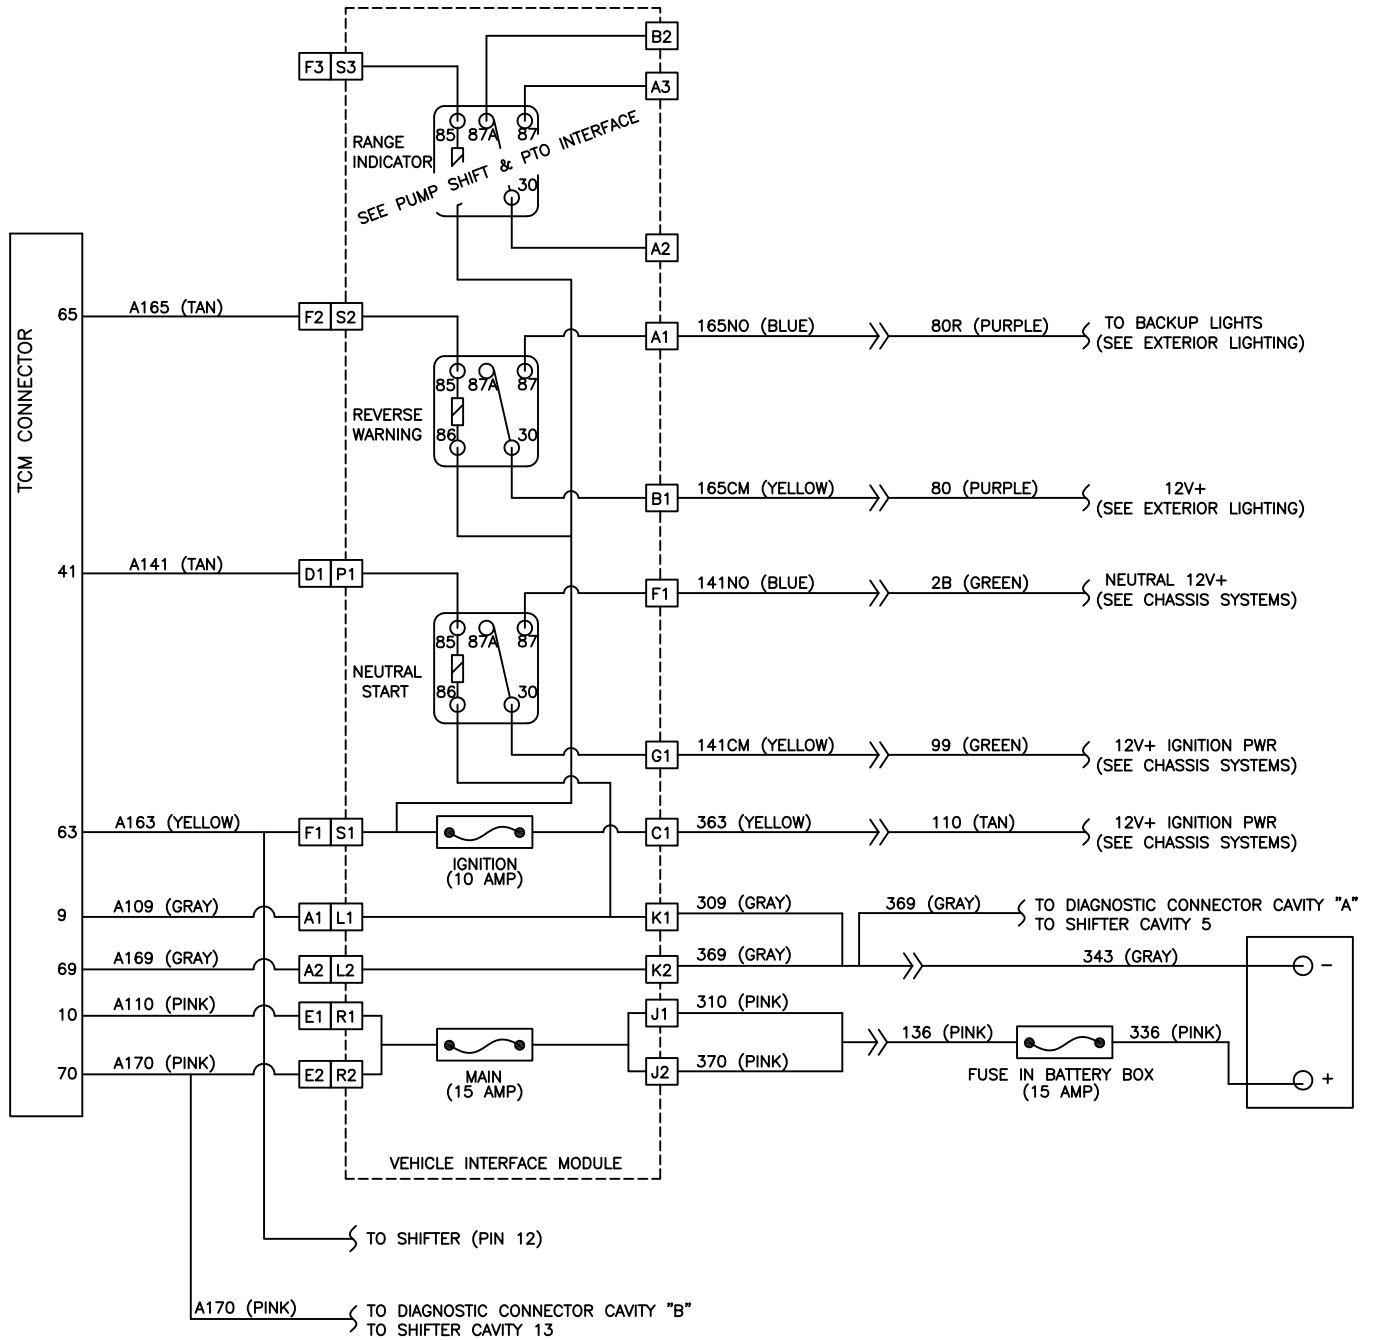 B2
F3 S3
A3
85 87A 87
RANGE
INDICATOR
SEE PUMP SHIFT & PTO INTERFACE
30
A2
TCM CONNECTOR
65
A165 (TAN)
F2 S2
A1
165NO (BLUE)
80R (PURPLE)
TO BACKUP LIGHTS
(SEE EXTERIOR LIGHTING)
85 87A 87
REVERSE
WARNING
86 30
B1
165CM (YELLOW)
80 (PURPLE)
12V+
(SEE EXTERIOR LIGHTING)
41
A141 (TAN)
D1 P1
F1
141NO (BLUE)
2B (GREEN)
NEUTRAL 12V+
(SEE CHASSIS SYSTEMS)
85 87A 87
NEUTRAL
START
86 30
G1
141CM (YELLOW)
99 (GREEN)
12V+ IGNITION PWR
(SEE CHASSIS SYSTEMS)
63
A163 (YELLOW)
F1 S1
IGNITION
(10 AMP)
C1
363 (YELLOW)
110 (TAN)
12V+ IGNITION PWR
(SEE CHASSIS SYSTEMS)
9
A109 (GRAY)
A1 L1
K1
309 (GRAY)
369 (GRAY)
TO DIAGNOSTIC CONNECTOR CAVITY "A"
TO SHIFTER CAVITY 5
69
A169 (GRAY)
A2 L2
K2
369 (GRAY)
343 (GRAY)
-
10
A110 (PINK)
E1 R1
J1
310 (PINK)
136 (PINK)
336 (PINK)
FUSE IN BATTERY BOX
(15 AMP)
+
70
A170 (PINK)
E2 R2
MAIN
(15 AMP)
J2
370 (PINK)
VEHICLE INTERFACE MODULE
TO SHIFTER (PIN 12)
A170 (PINK)
TO DIAGNOSTIC CONNECTOR CAVITY "B"
TO SHIFTER CAVITY 13